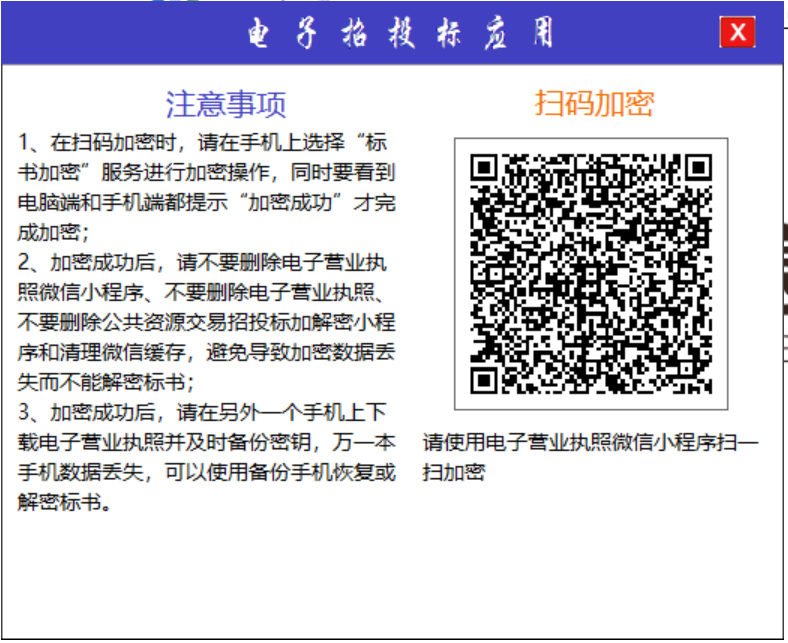 电子招投标应用
X
注意事项
1、在扫码加密时，请在手机上选择“标
书加密”服务进行加密操作，同时要看到
电脑端和手机端都提示“加密成功”才完
成加密；
2、加密成功后，请不要删除电子营业执
照微信小程序、不要删除电子营业执照、
不要删除公共资源交易招投标加解密小程
序和清理微信缓存，避免导致加密数据丢
失而不能解密标书；
3、加密成功后，请在另外一个手机上下
载电子营业执照并及时备份密钥，万一本
手机数据丢失，可以使用备份手机恢复或
解密标书。
扫码加密
请使用电子营业执照微信小程序扫一
扫加密